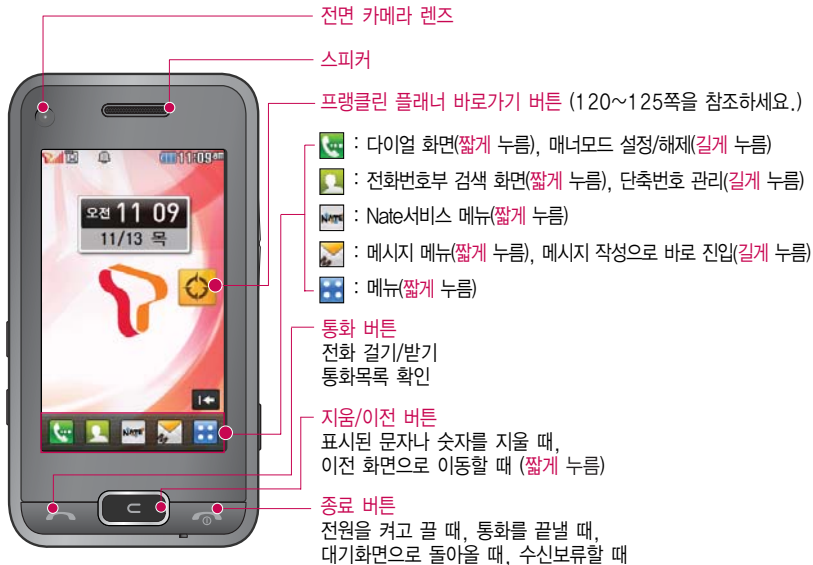 전면 카메라 렌즈
스피커
프랭클린 플래너 바로가기 버튼 (120~125쪽을 참조하세요.)
: 다이얼 화면(짧게 누름), 매너모드 설정/해제(길게 누름)
: 전화번호부 검색 화면(짧게 누름), 단축번호 관리(길게 누름)
NATE : Nate서비스 메뉴(짧게 누름)
: 메시지 메뉴(짧게 누름), 메시지 작성으로 바로 진입(길게 누름)
: 메뉴(짧게 누름)
통화 버튼
전화 걸기/받기
통화목록 확인
지움/이전 버튼
표시된 문자나 숫자를 지울 때,
이전 화면으로 이동할 때 (짧게 누름)
종료 버튼
전원을 켜고 끌 때, 통화를 끝낼 때,
대기화면으로 돌아올 때, 수신보류할 때
11:09am
오전 11 09
11/13 목
NATE
C